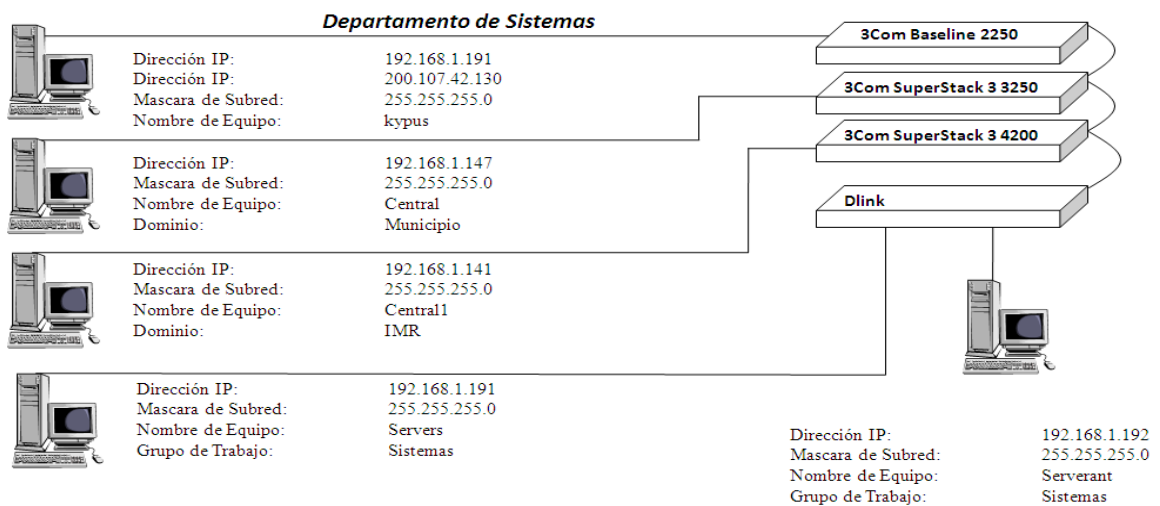 Departamento de Sistemas
3Com Baseline 2250
3Com SuperStack 3 3250
3Com SuperStack 3 4200
Dlink
Dirección IP: 192.168.1.191
Dirección IP: 200.107.42.130
Mascara de Subred: 255.255.255.0
Nombre de Equipo: kypus
Dirección IP: 192.168.1.147
Mascara de Subred: 255.255.255.0
Nombre de Equipo: Central
Dominio: Municipio
Dirección IP: 192.168.1.141
Mascara de Subred: 255.255.255.0
Nombre de Equipo: Central1
Dominio: IMR
Dirección IP: 192.168.1.191
Mascara de Subred: 255.255.255.0
Nombre de Equipo: Servers
Grupo de Trabajo: Sistemas
Dirección IP: 192.168.1.192
Mascara de Subred: 255.255.255.0
Nombre de Equipo: Serverant
Grupo de Trabajo: Sistemas